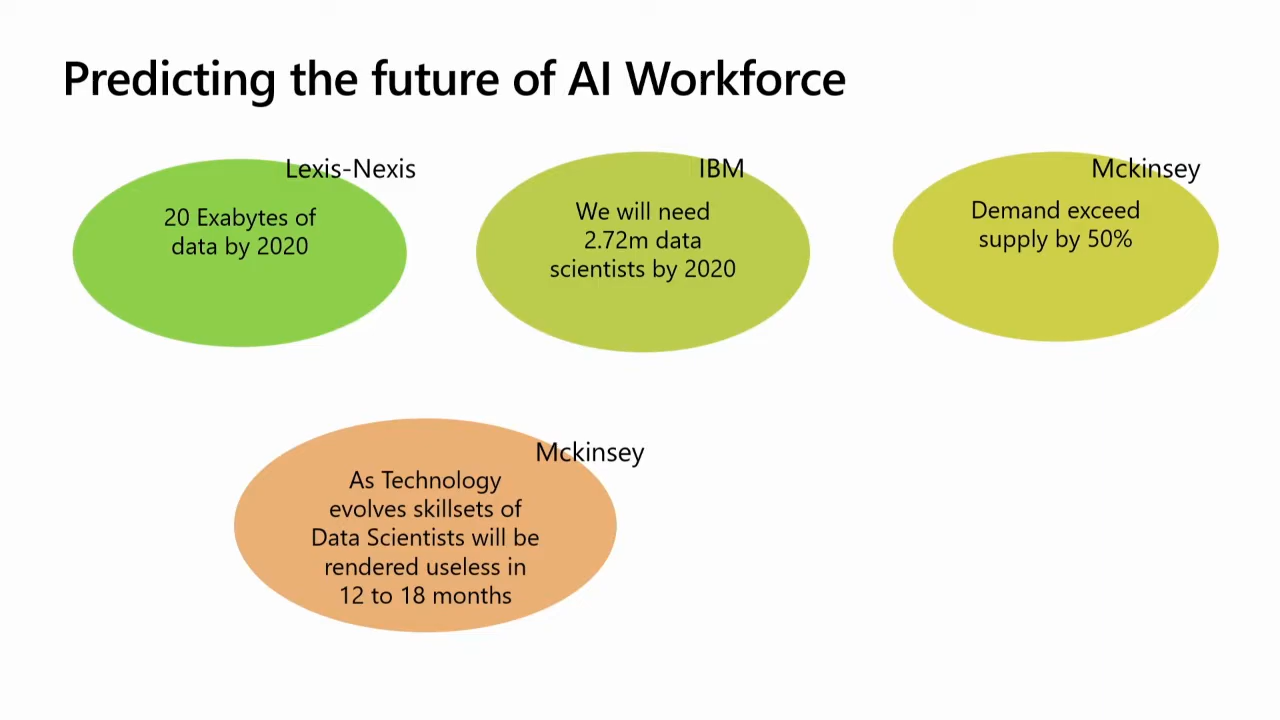 Predicting the future of AI Workforce
Lexis-Nexis
20 Exabytes of
data by 2020
IBM
We will need
2.72m data
scientists by 2020
Mckinsey
Demand exceed
supply by 50%
Mckinsey
As Technology
evolves skillsets of
Data Scientists will be
rendered useless in
12 to 18 months